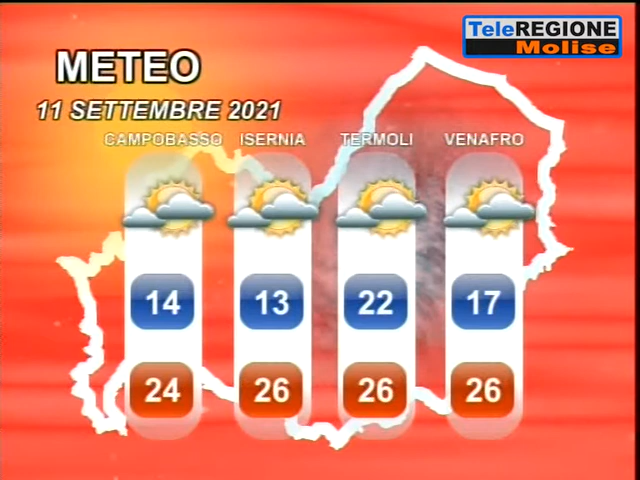 TeleREGIONE
Molise
METEO
11 SETTEMBRE 2021
CAMPOBASSO ISERNIA TERMOLI VENAFRO
14 13 22 17
24 26 26 26